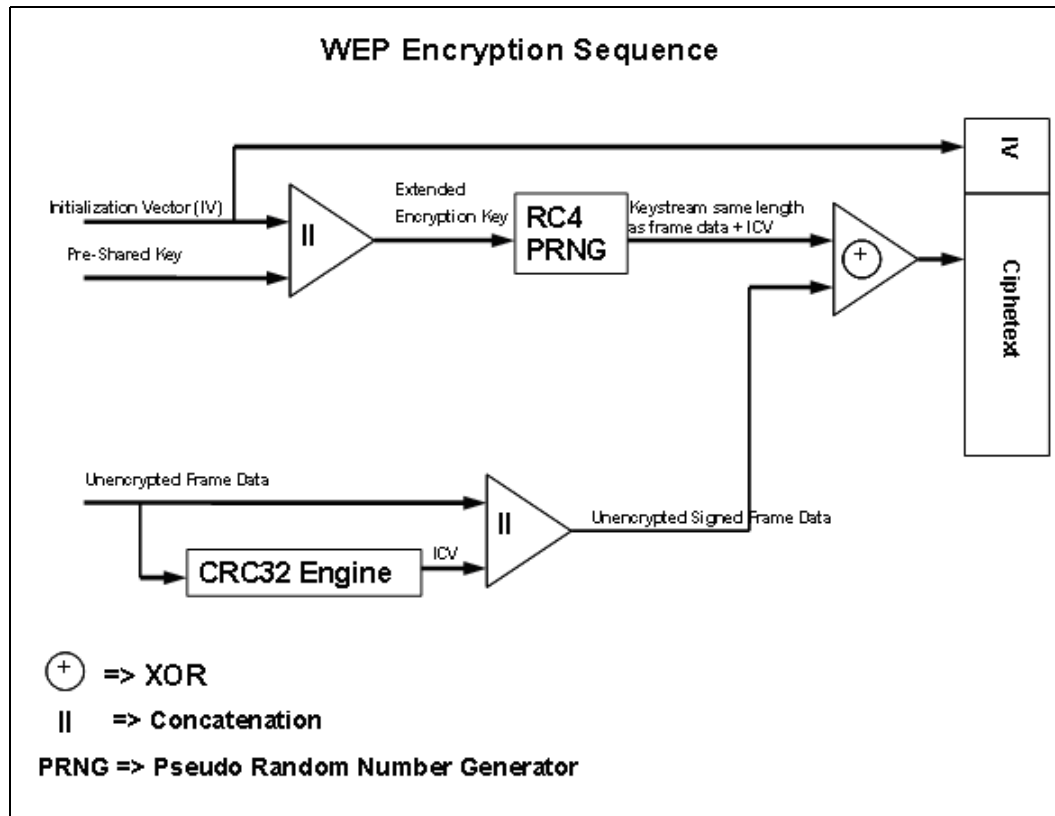 WEP Encryption Sequence
IV
Initialization Vector (IV)
Extended
Encryption Key
||
RC4
PRNG
Keystream same length
as frame data + ICV
+
Pre-Shared Key
Ciphetext
Unencrypted Frame Data
||
Unencrypted Signed Frame Data
ICV
CRC32 Engine
+ => XOR
|| => Concatenation
PRNG => Pseudo Random Number Generator